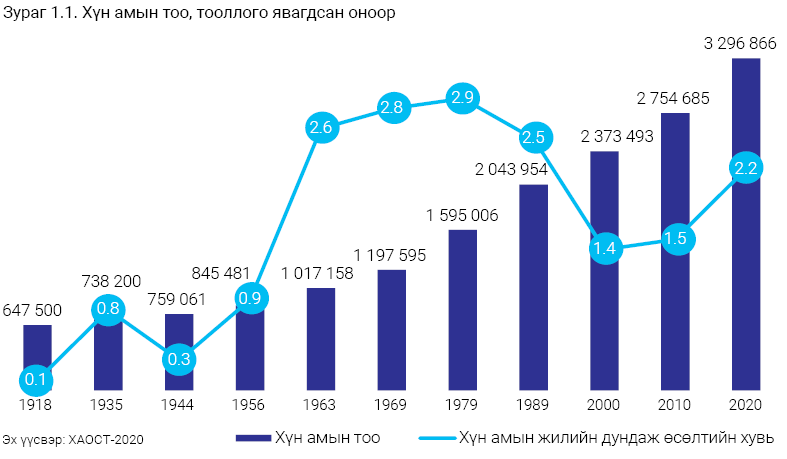 Зураг 1.1. Хүн амын тоо, тооллого явагдсан оноор
3 296 866
2 754 685
2 373 493
2 043 954
1 595 006
1 197 595
1 017 158
845 481
759 061
738 200
647 500
0.1
0.8
0.3
0.9
2.6
2.8
2.9
2.5
1.4
1.5
2.2
1918 1935 1944 1956 1963 1969 1979 1989 2000 2010 2020
Эх үүсвэр: ХАОСТ-2020 Хүн амын тоо Хүн амын жилийн дундаж өсөлтийн хувь